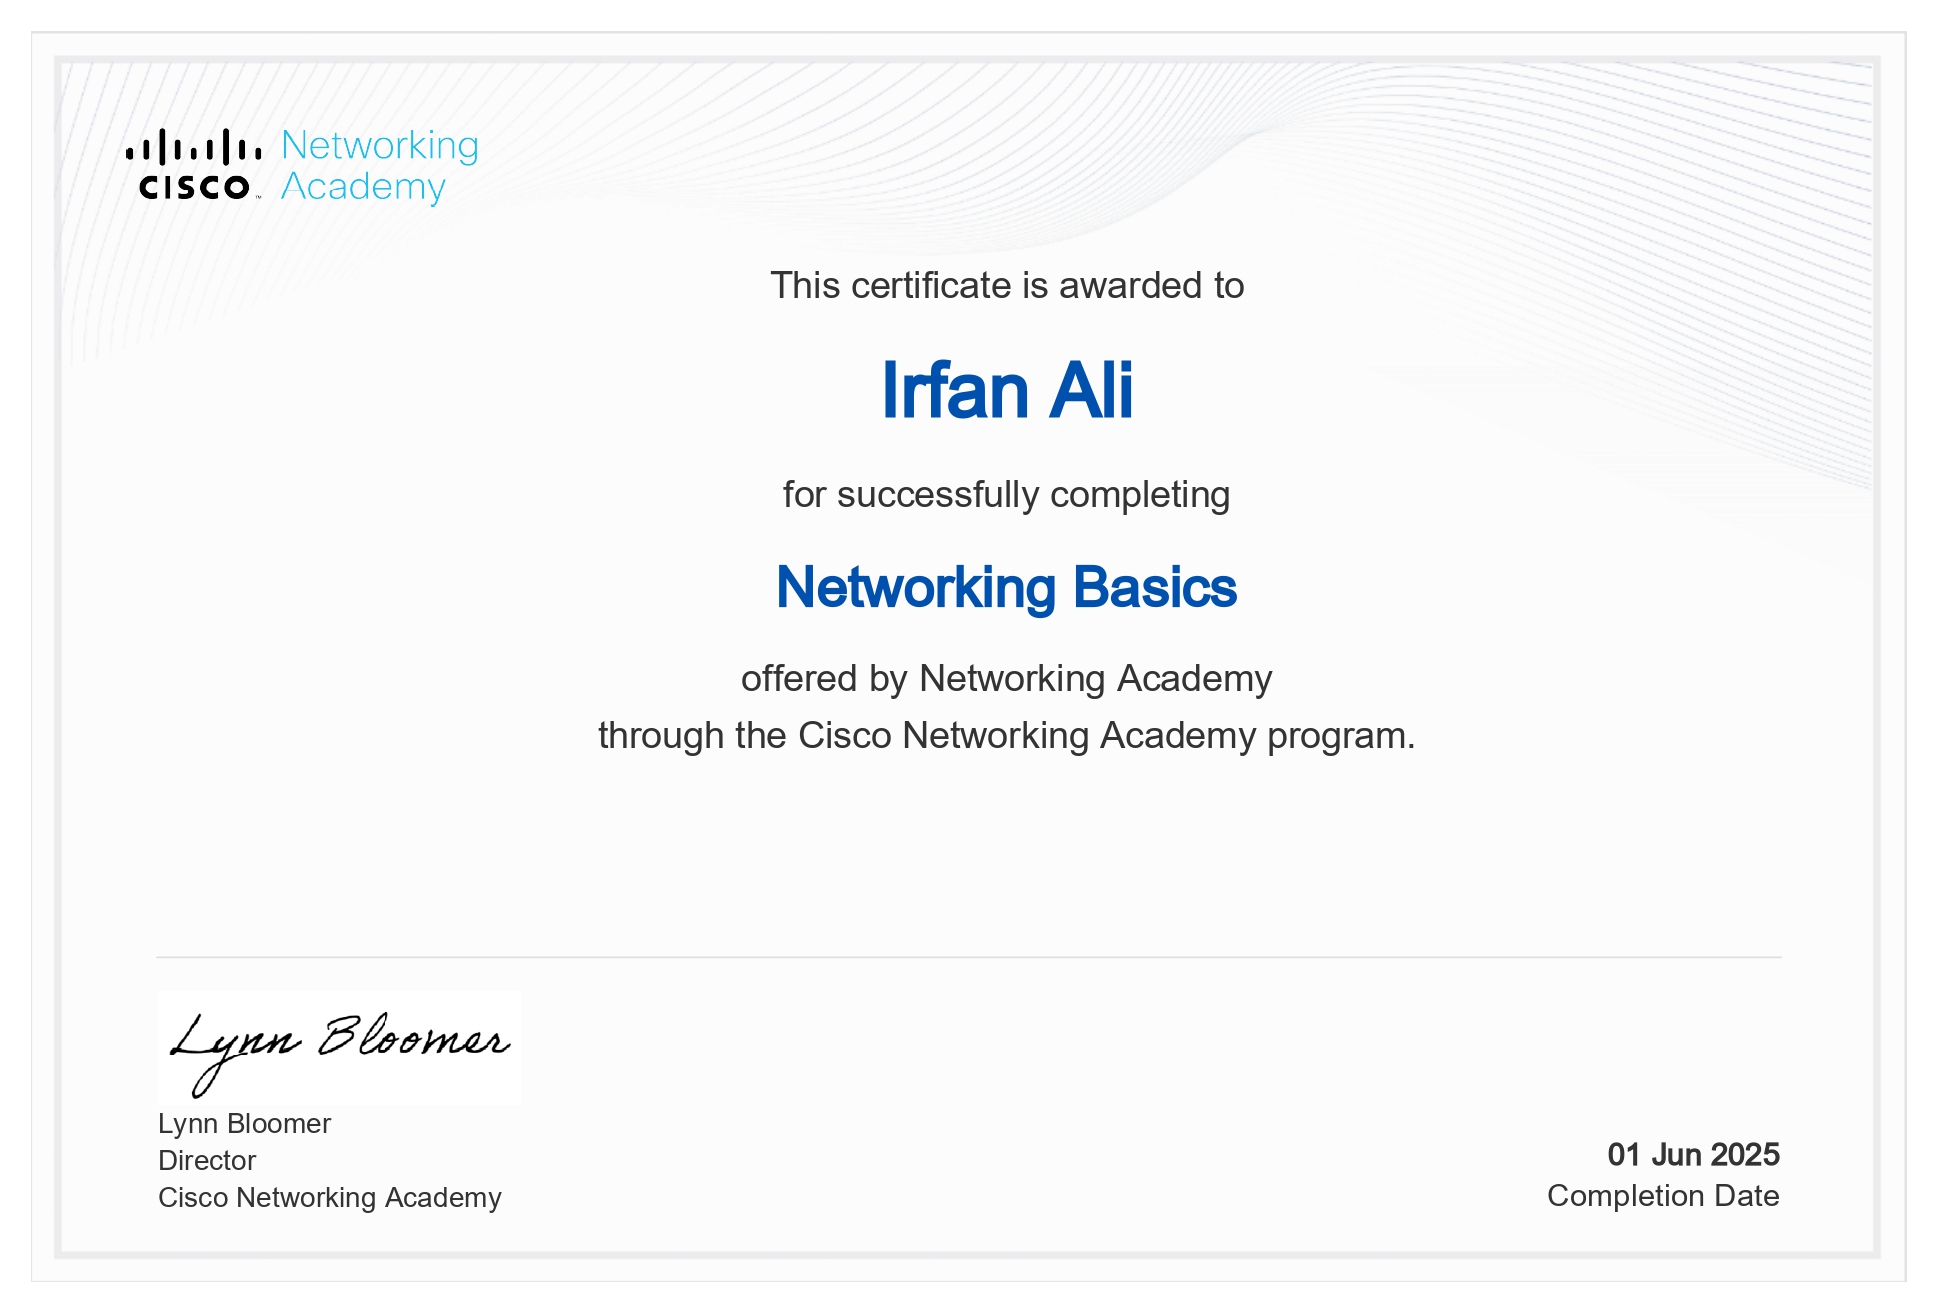 Networking
Academy
CISCO™
This certificate is awarded to
Irfan Ali
for successfully completing
Networking Basics
offered by Networking Academy
through the Cisco Networking Academy program.
Lynn Bloomer
Lynn Bloomer
Director
Cisco Networking Academy
01 Jun 2025
Completion Date